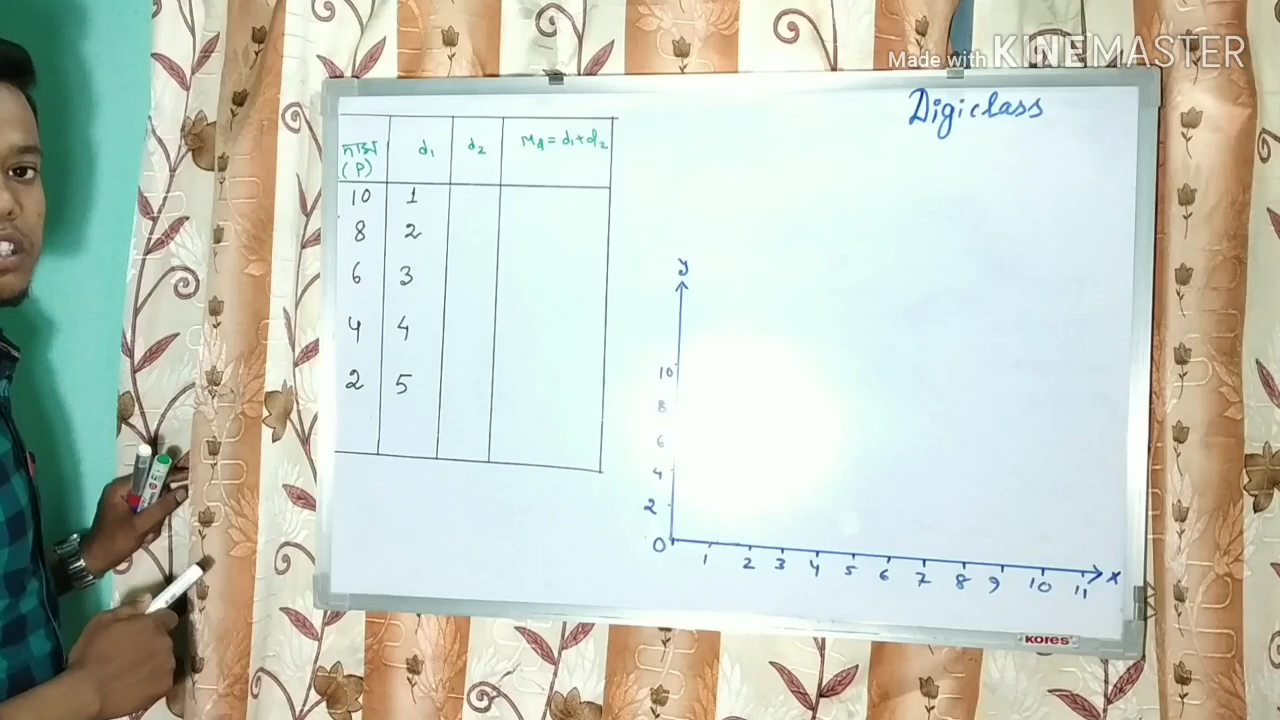 Made with KINEMASTER
Digiclass
দাম d₁ d₂ Md = d₁+d₂
(P)
10 1
8 2
6 3
4 4
2 5
y
10
8
6
4
2
0
1 2 3 4 5 6 7 8 9 10 11 x
KORES